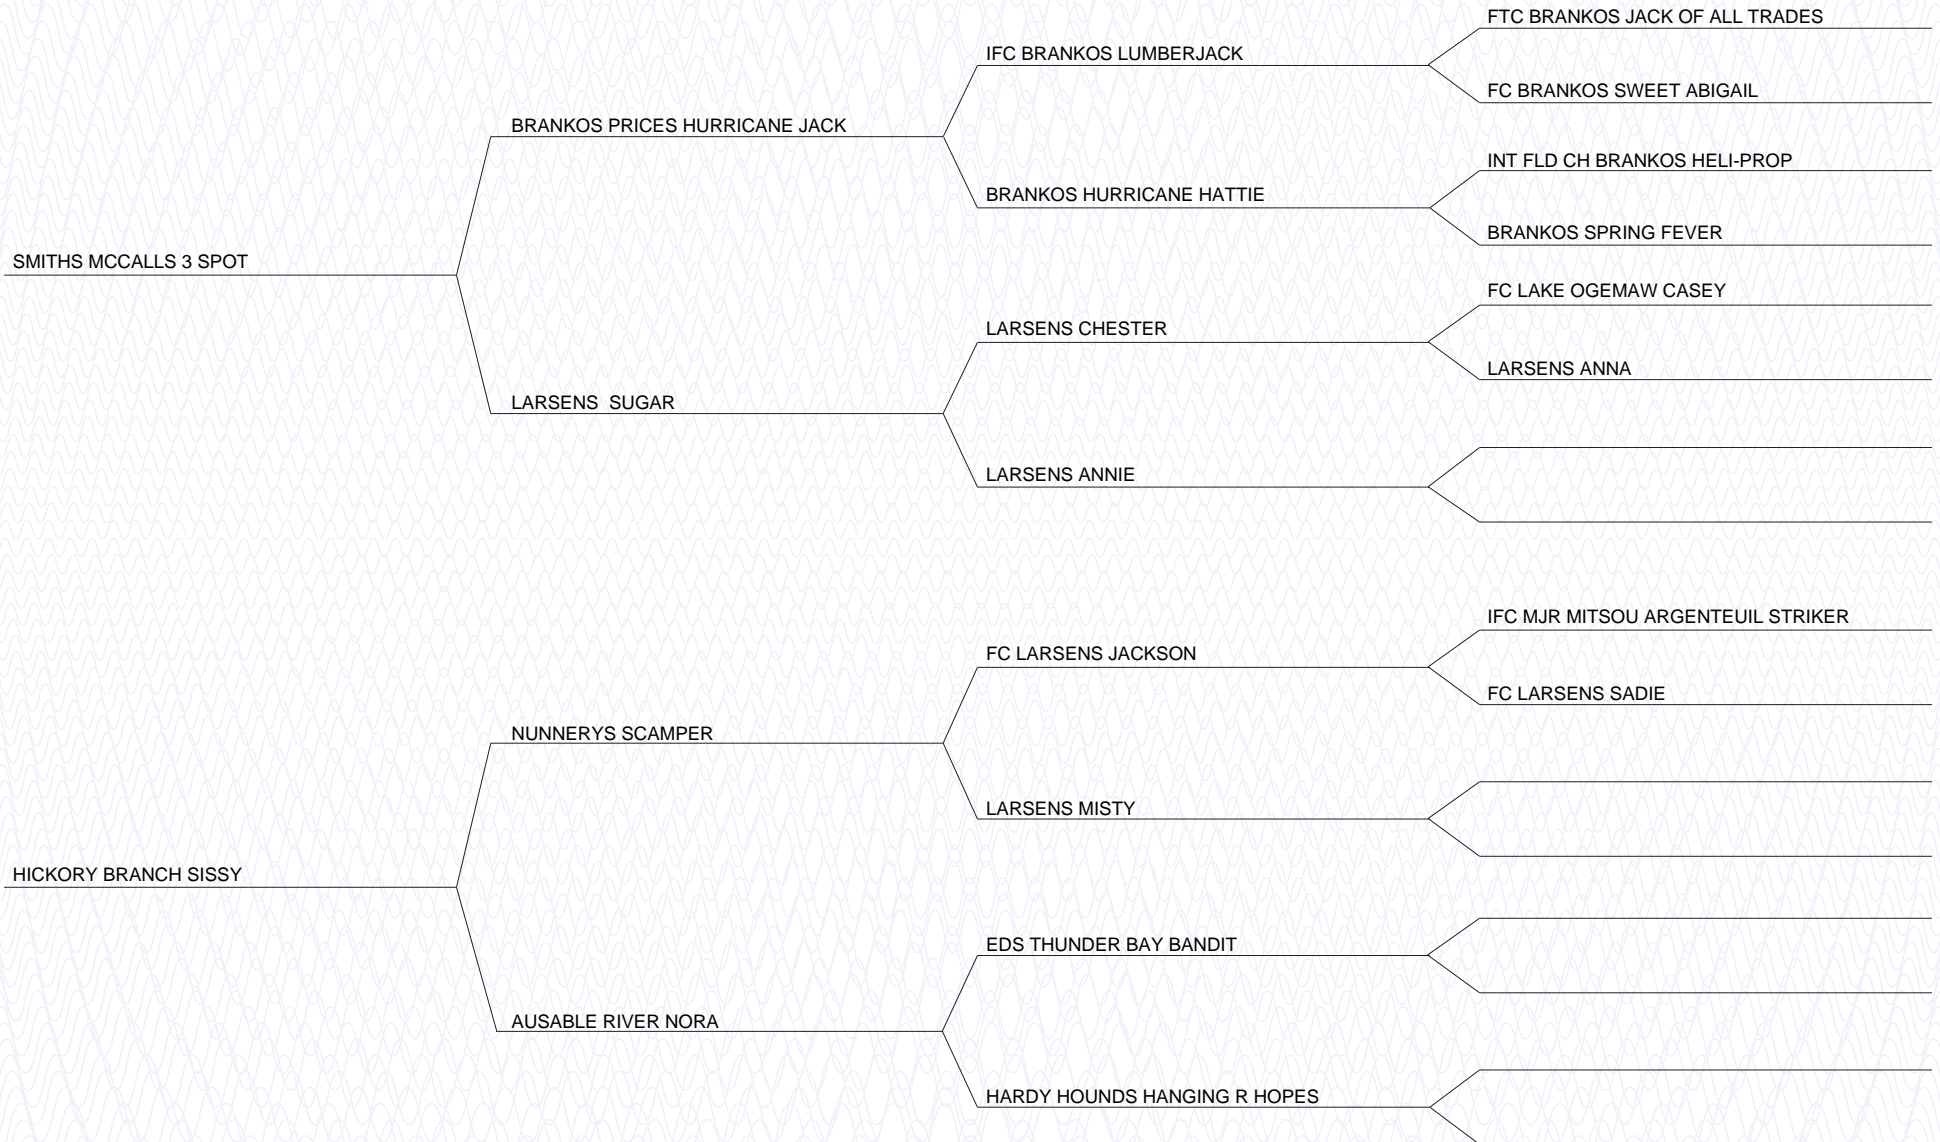 FTC BRANKOS JACK OF ALL TRADES
IFC BRANKOS LUMBERJACK
FC BRANKOS SWEET ABIGAIL
BRANKOS PRICES HURRICANE JACK
INT FLD CH BRANKOS HELI-PROP
BRANKOS HURRICANE HATTIE
BRANKOS SPRING FEVER
SMITHS MCCALLS 3 SPOT
FC LAKE OGEMAW CASEY
LARSENS CHESTER
LARSENS ANNA
LARSENS  SUGAR
LARSENS ANNIE
IFC MJR MITSOU ARGENTEUIL STRIKER
FC LARSENS JACKSON
FC LARSENS SADIE
NUNNERYS SCAMPER
LARSENS MISTY
HICKORY BRANCH SISSY
EDS THUNDER BAY BANDIT
AUSABLE RIVER NORA
HARDY HOUNDS HANGING R HOPES